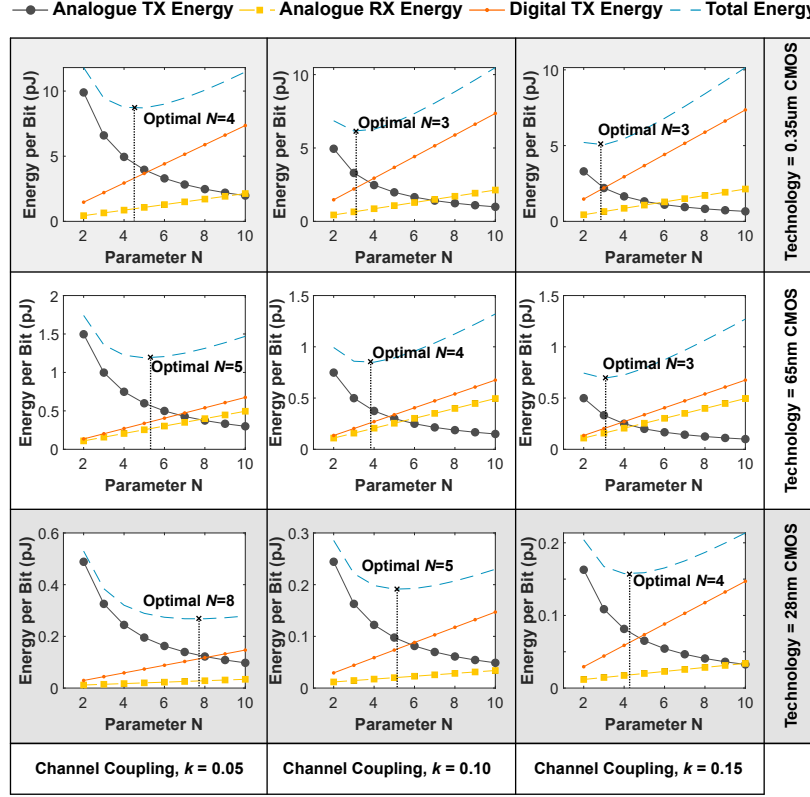 Analogue TX Energy Analogue RX Energy Digital TX Energy Total Energy
Energy per Bit (pJ)
10
5
0
2 4 6 8 10
Parameter N
Optimal N=4
Energy per Bit (pJ)
10
5
0
2 4 6 8 10
Parameter N
Optimal N=3
Energy per Bit (pJ)
10
5
0
2 4 6 8 10
Parameter N
Optimal N=3
Technology = 0.35um CMOS
Energy per Bit (pJ)
2
1.5
1
0.5
0
2 4 6 8 10
Parameter N
Optimal N=5
Energy per Bit (pJ)
1.5
1
0.5
0
2 4 6 8 10
Parameter N
Optimal N=4
Energy per Bit (pJ)
1.5
1
0.5
0
2 4 6 8 10
Parameter N
Optimal N=3
Technology = 65nm CMOS
Energy per Bit (pJ)
0.6
0.4
0.2
0
2 4 6 8 10
Parameter N
Optimal N=8
Energy per Bit (pJ)
0.3
0.2
0.1
0
2 4 6 8 10
Parameter N
Optimal N=5
Energy per Bit (pJ)
0.2
0.1
0
2 4 6 8 10
Parameter N
Optimal N=4
Technology = 28nm CMOS
Channel Coupling, k = 0.05
Channel Coupling, k = 0.10
Channel Coupling, k = 0.15